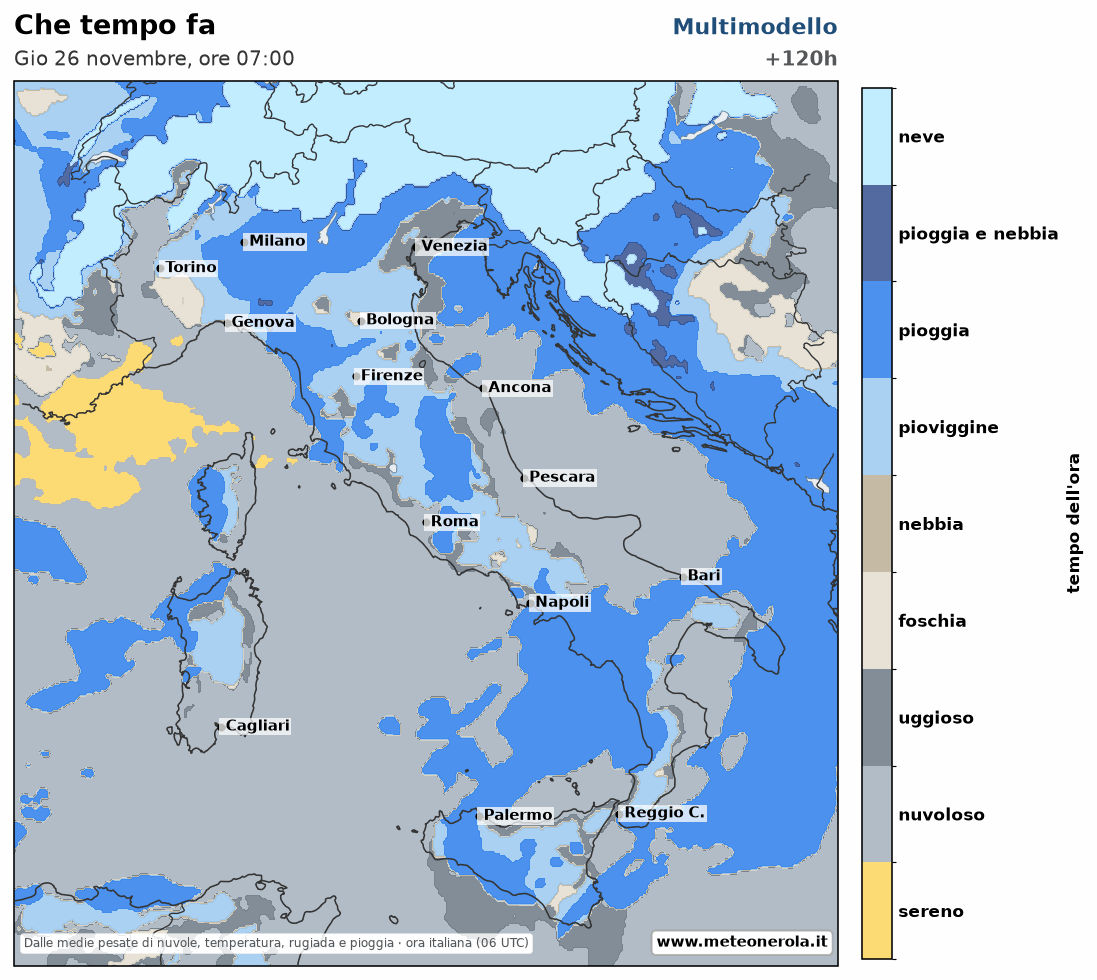 Che tempo fa
Multimodello
Gio 26 novembre, ore 07:00
+120h
neve
pioggia e nebbia
pioggia
pioviggine
nebbia
foschia
uggioso
nuvoloso
sereno
tempo dell'ora
Milano
Venezia
Torino
Genova
Bologna
Firenze
Ancona
Pescara
Roma
Bari
Napoli
Cagliari
Palermo
Reggio C.
Dalle medie pesate di nuvole, temperatura, rugiada e pioggia · ora italiana (06 UTC)
www.meteonerola.it